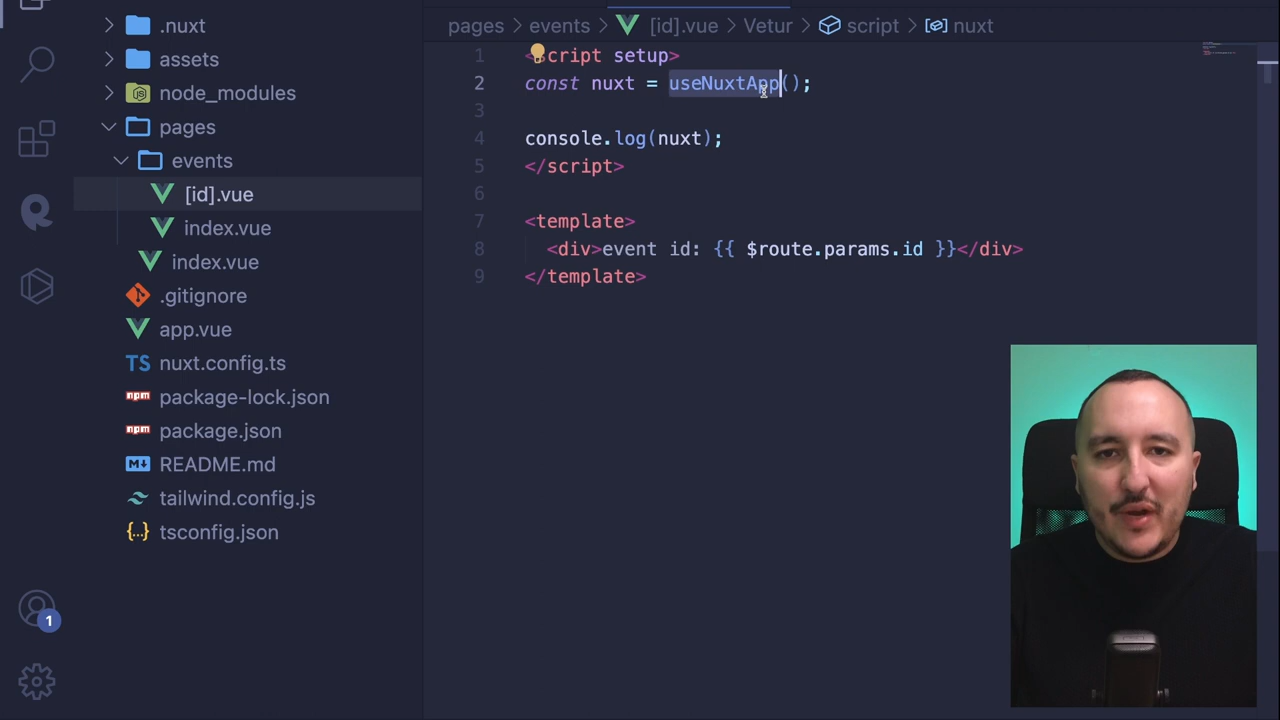 .nuxt
assets
node_modules
pages
events
[id].vue
index.vue
index.vue
.gitignore
app.vue
TS nuxt.config.ts
npm package-lock.json
npm package.json
README.md
tailwind.config.js
{..} tsconfig.json
1
pages > events > [id].vue > Vetur > script > nuxt
1 <script setup>
2 const nuxt = useNuxtApp();
3
4 console.log(nuxt);
5 </script>
6
7 <template>
8 <div>event id: {{ $route.params.id }}</div>
9 </template>